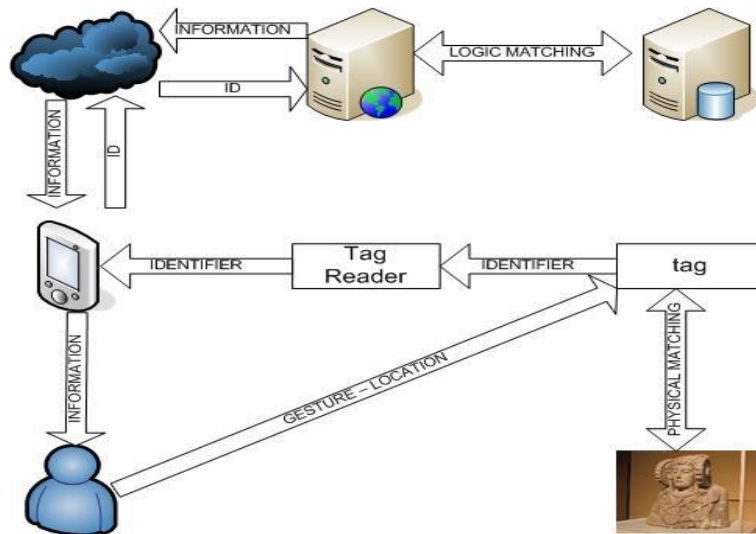 INFORMATION
LOGIC MATCHING
ID
INFORMATION
ID
IDENTIFIER
Tag
Reader
IDENTIFIER
tag
INFORMATION
GESTURE – LOCATION
PHYSICAL MATCHING